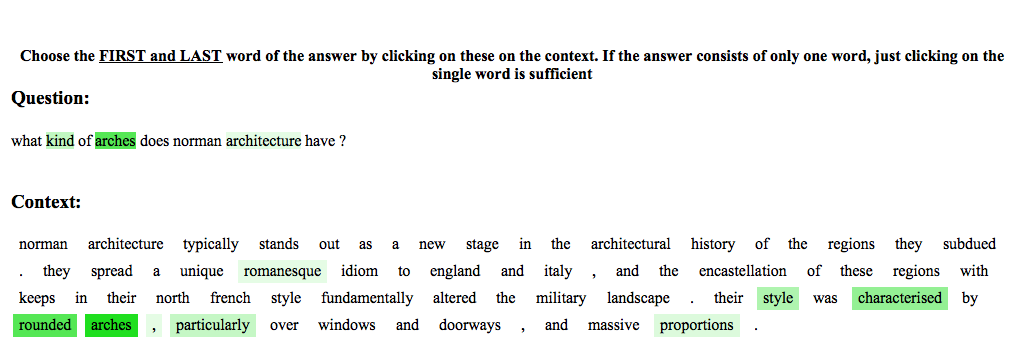 Choose the FIRST and LAST word of the answer by clicking on these on the context. If the answer consists of only one word, just clicking on the
single word is sufficient
Question:
what kind of arches does norman architecture have ?
Context:
norman architecture typically stands out as a new stage in the architectural history of the regions they subdued
. they spread a unique romanesque idiom to england and italy , and the encastellation of these regions with
keeps in their north french style fundamentally altered the military landscape . their style was characterised by
rounded arches , particularly over windows and doorways , and massive proportions .